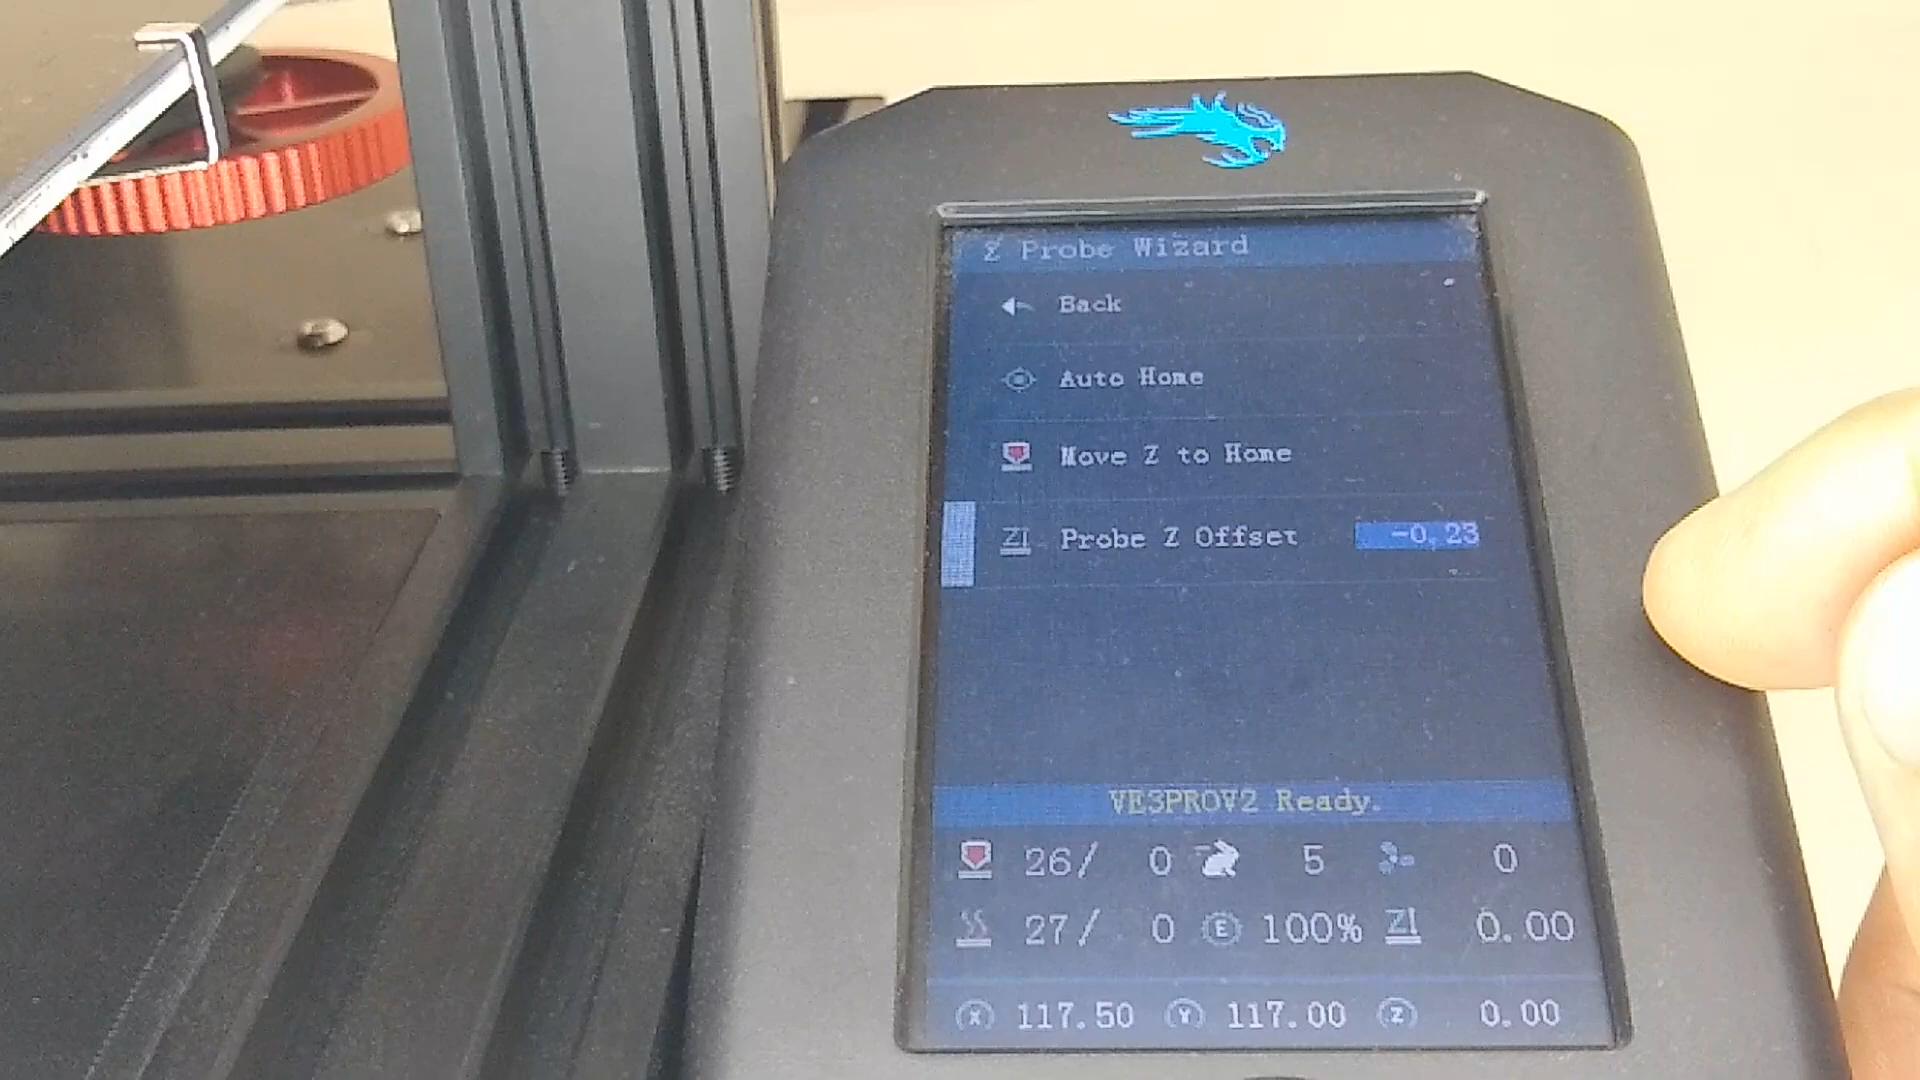 Z Probe Wizard
Back
Auto Home
Move Z to Home
Probe Z Offset -0.23
VE3PROV2 Ready.
26/ 0 5 0
27/ 0 E 100% Z 0.00
X 117.50 Y 117.00 Z 0.00